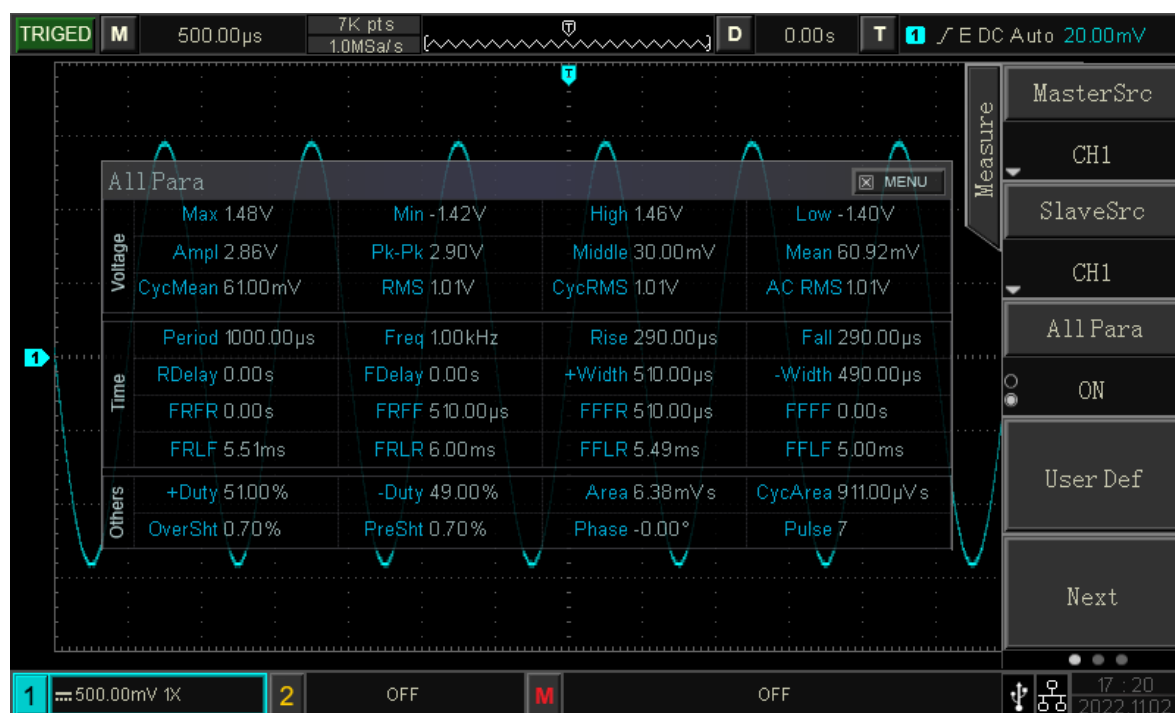 TRIGED M 500.00µs 7K pts 1.0MSa/s T D 0.00s T 1 E DC Auto 20.00mV
T
Measure
MasterSrc
CH1
SlaveSrc
CH1
All Para
ON
User Def
Next
All Para MENU
Voltage
Max 1.48V Min -1.42V High 1.46V Low -1.40V
Ampl 2.86V Pk-Pk 2.90V Middle 30.00mV Mean 60.92mV
CycMean 61.00mV RMS 1.01V CycRMS 1.01V AC RMS 1.01V
Time
Period 1000.00µs Freq 1.00kHz Rise 290.00µs Fall 290.00µs
RDelay 0.00s FDelay 0.00s +Width 510.00µs -Width 490.00µs
FRFR 0.00s FRFF 510.00µs FFFR 510.00µs FFFF 0.00s
FRLF 5.51ms FRLR 6.00ms FFLR 5.49ms FFLF 5.00ms
Others
+Duty 51.00% -Duty 49.00% Area 6.38mVs CycArea 911.00µVs
OverSht 0.70% PreSht 0.70% Phase -0.00° Pulse 7
1
1 500.00mV 1X 2 OFF M OFF
17 : 20
2022.11.02